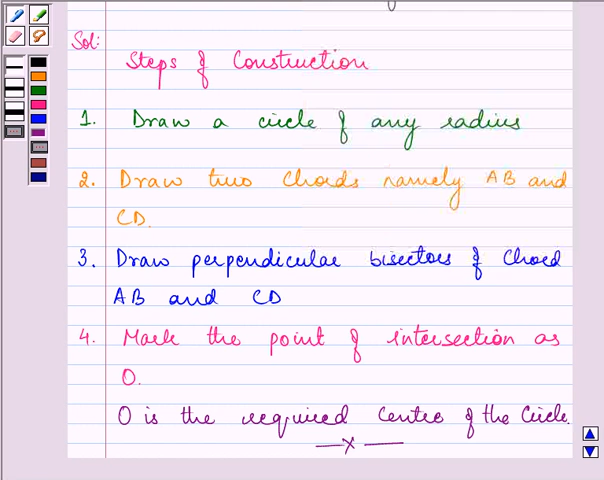 Sol:
Steps of Construction
1. Draw a circle of any radius
2. Draw two chords namely AB and
CD.
3. Draw perpendicular bisectors of chord
AB and CD
4. Mark the point of intersection as
O.
O is the required centre of the circle.
—x—